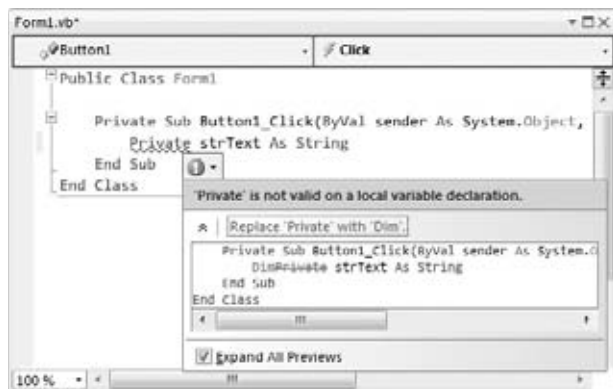 Form1.vb*
Button1
Click
Public Class Form1
Private Sub Button1_Click(ByVal sender As System.Object,
Private strText As String
End Sub
End Class
'Private' is not valid on a local variable declaration.
Replace 'Private' with 'Dim'.
Private Sub Button1_Click(ByVal sender As System.O
DimPrivate strText As String
End Sub
End Class
Expand All Previews
100 %